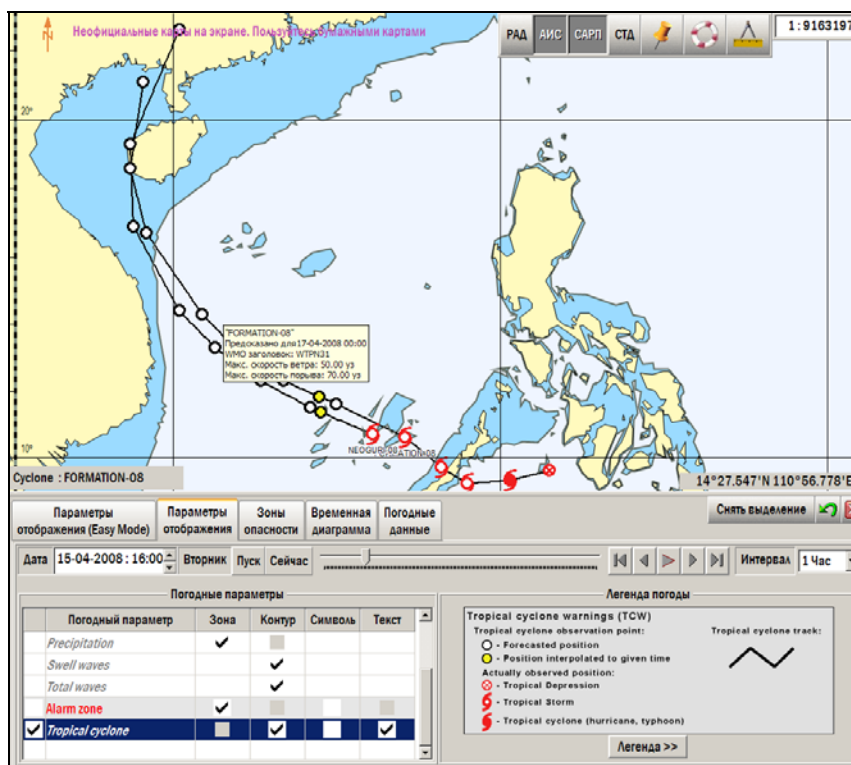 N
Неофициальные карты на экране. Пользуйтесь бумажными картами
РАД АИС САРП СТД
1:9163197
20°
"FORMATION-08"
Предсказано для 17-04-2008 00:00
WMO заголовок: WTPN31
Макс. скорость ветра: 50.00 уз
Макс. скорость порыва: 70.00 уз
10°
Cyclone : FORMATION-08
14°27.547'N 110°56.778'E
Параметры отображения (Easy Mode)
Параметры отображения
Зоны опасности
Временная диаграмма
Погодные данные
Снять выделение
Дата 15-04-2008 : 16:00 Вторник Пуск Сейчас
Интервал 1 Час
Погодные параметры
Погодный параметр Зона Контур Символ Текст
Precipitation
Swell waves
Total waves
Alarm zone
Tropical cyclone
Легенда погоды
Tropical cyclone warnings (TCW)
Tropical cyclone observation point:
Tropical cyclone track:
- Forecasted position
- Position interpolated to given time
Actually observed position:
- Tropical Depression
- Tropical Storm
- Tropical cyclone (hurricane, typhoon)
Легенда >>